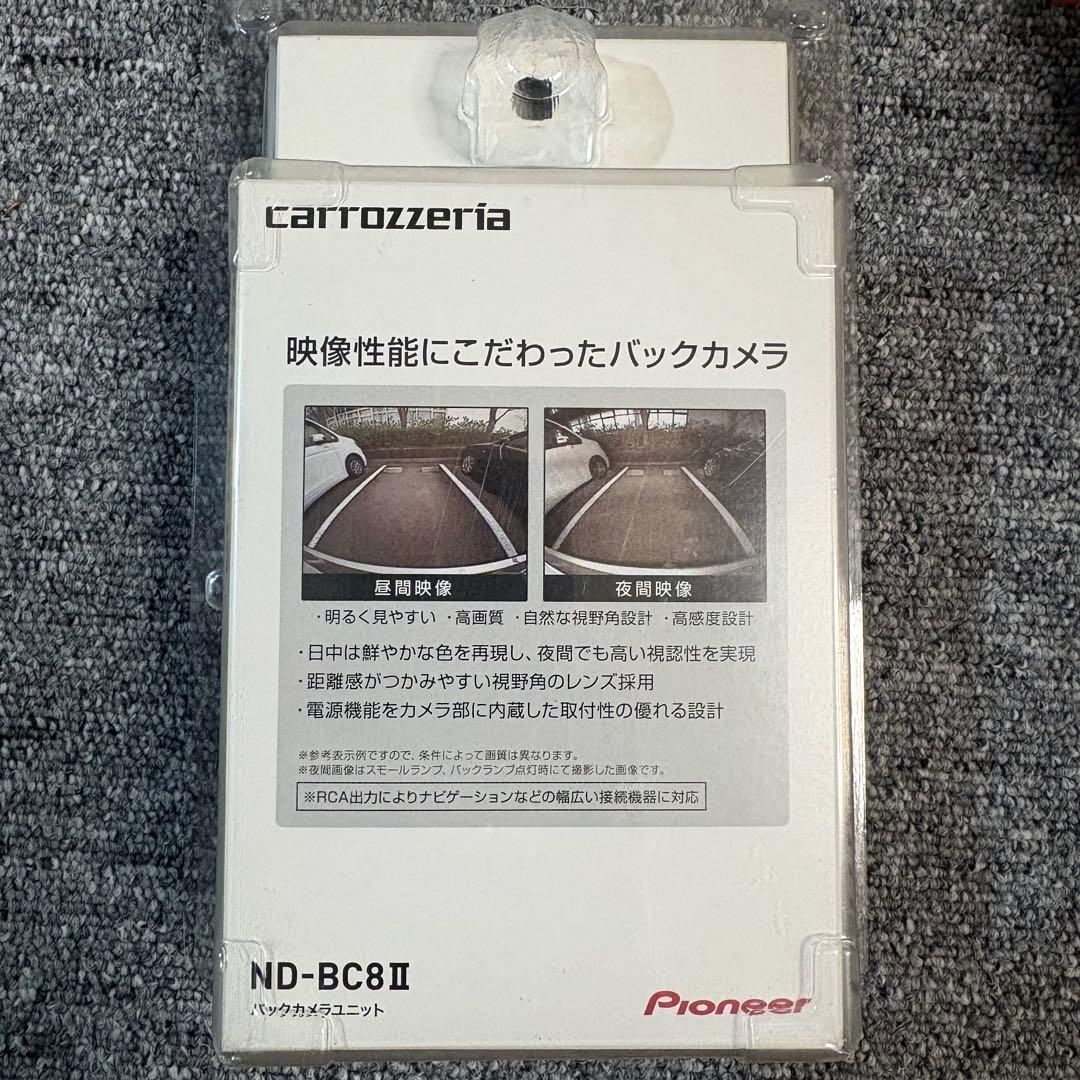 carrozzeria
映像性能にこだわったバックカメラ
昼間映像
夜間映像
・明るく見やすい ・高画質 ・自然な視野角設計 ・高感度設計
・日中は鮮やかな色を再現し、夜間でも高い視認性を実現
・距離感がつかみやすい視野角のレンズ採用
・電源機能をカメラ部に内蔵した取付性の優れる設計
※参考表示例ですので、条件によって画質は異なります。
※夜間画像はスモールランプ、バックランプ点灯時にて撮影した画像です。
※RCA出力によりナビゲーションなどの幅広い接続機器に対応
ND-BC8II
バックカメラユニット
Pioneer